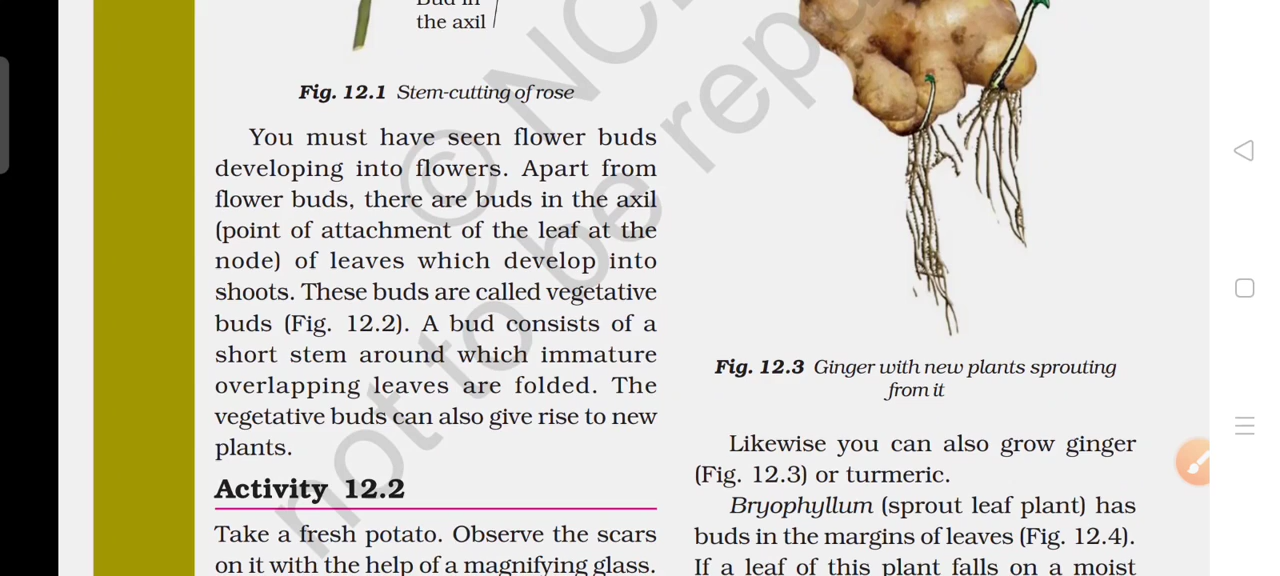 the axil
Fig. 12.1 Stem-cutting of rose
You must have seen flower buds
developing into flowers. Apart from
flower buds, there are buds in the axil
(point of attachment of the leaf at the
node) of leaves which develop into
shoots. These buds are called vegetative
buds (Fig. 12.2). A bud consists of a
short stem around which immature
overlapping leaves are folded. The
vegetative buds can also give rise to new
plants.
Activity 12.2
Take a fresh potato. Observe the scars
on it with the help of a magnifying glass.
Fig. 12.3 Ginger with new plants sprouting
from it
Likewise you can also grow ginger
(Fig. 12.3) or turmeric.
Bryophyllum (sprout leaf plant) has
buds in the margins of leaves (Fig. 12.4).
If a leaf of this plant falls on a moist
not to be